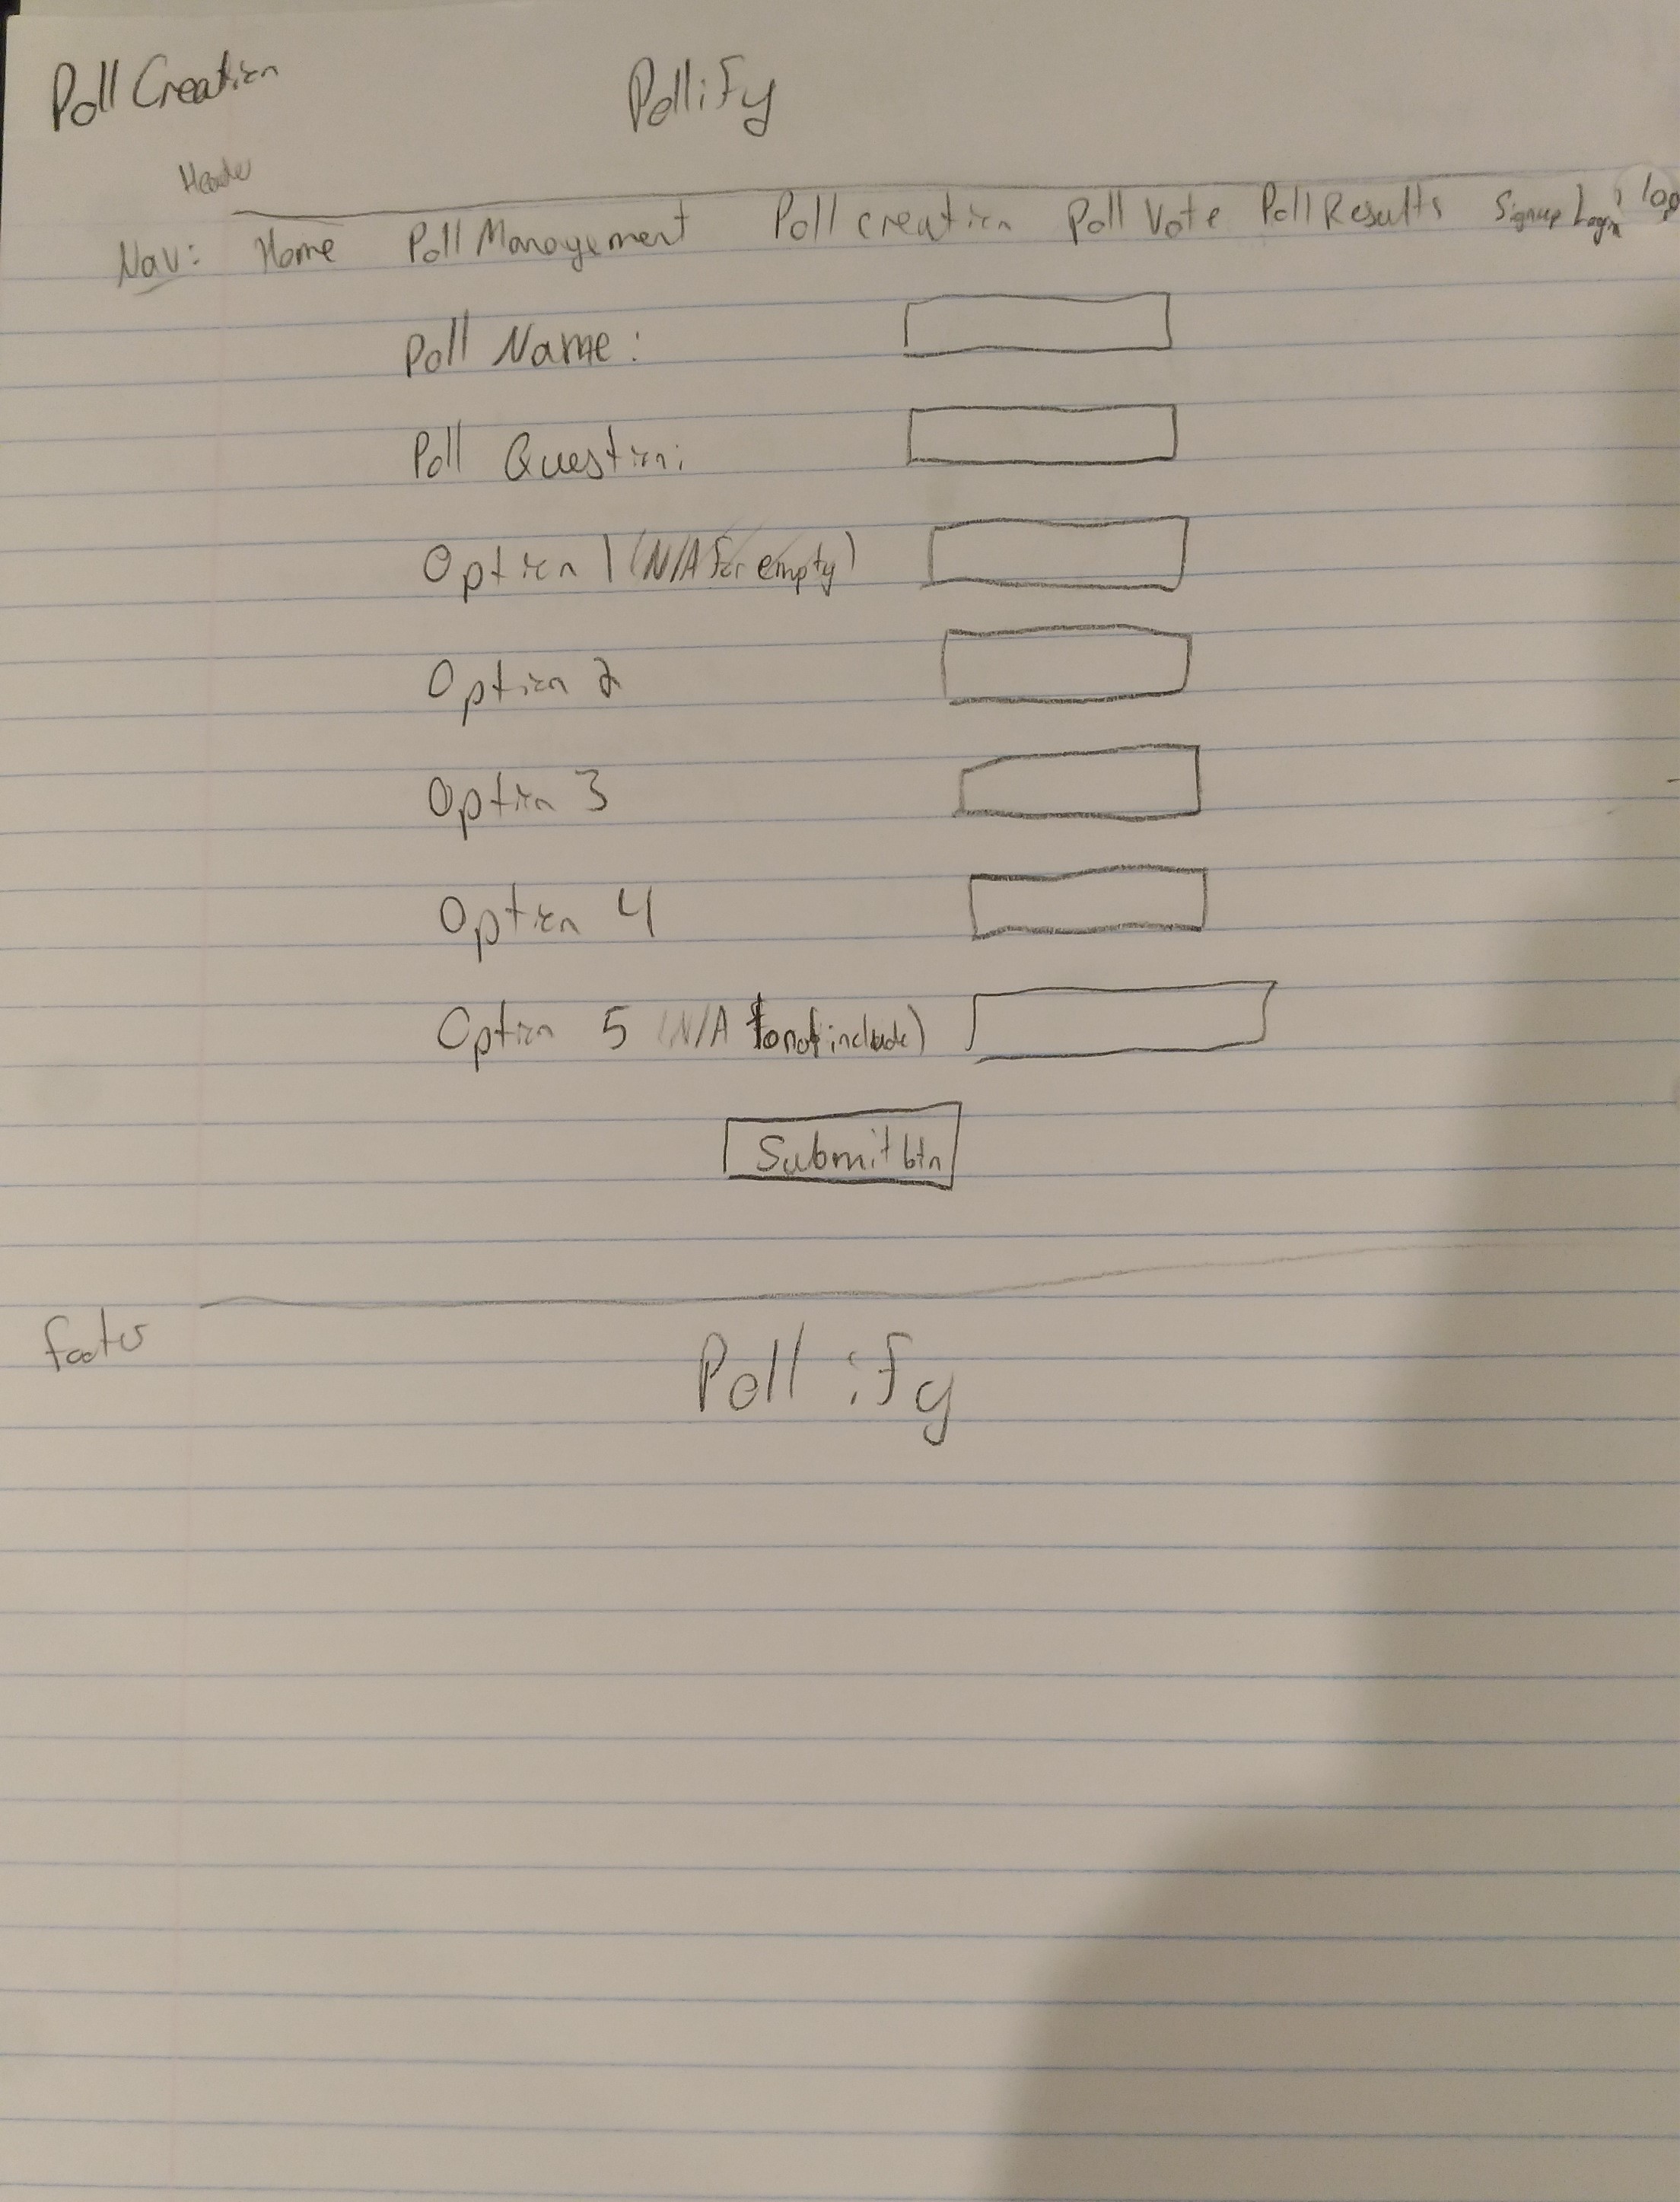 Poll Creation
Pollify
Header
Nav: Home Poll Management Poll creation Poll Vote Poll Results Signup Login
Poll Name:
Poll Question:
Option 1 (N/A for empty)
Option 2
Option 3
Option 4
Option 5 (N/A to not include)
Submit btn
footer
Pollify